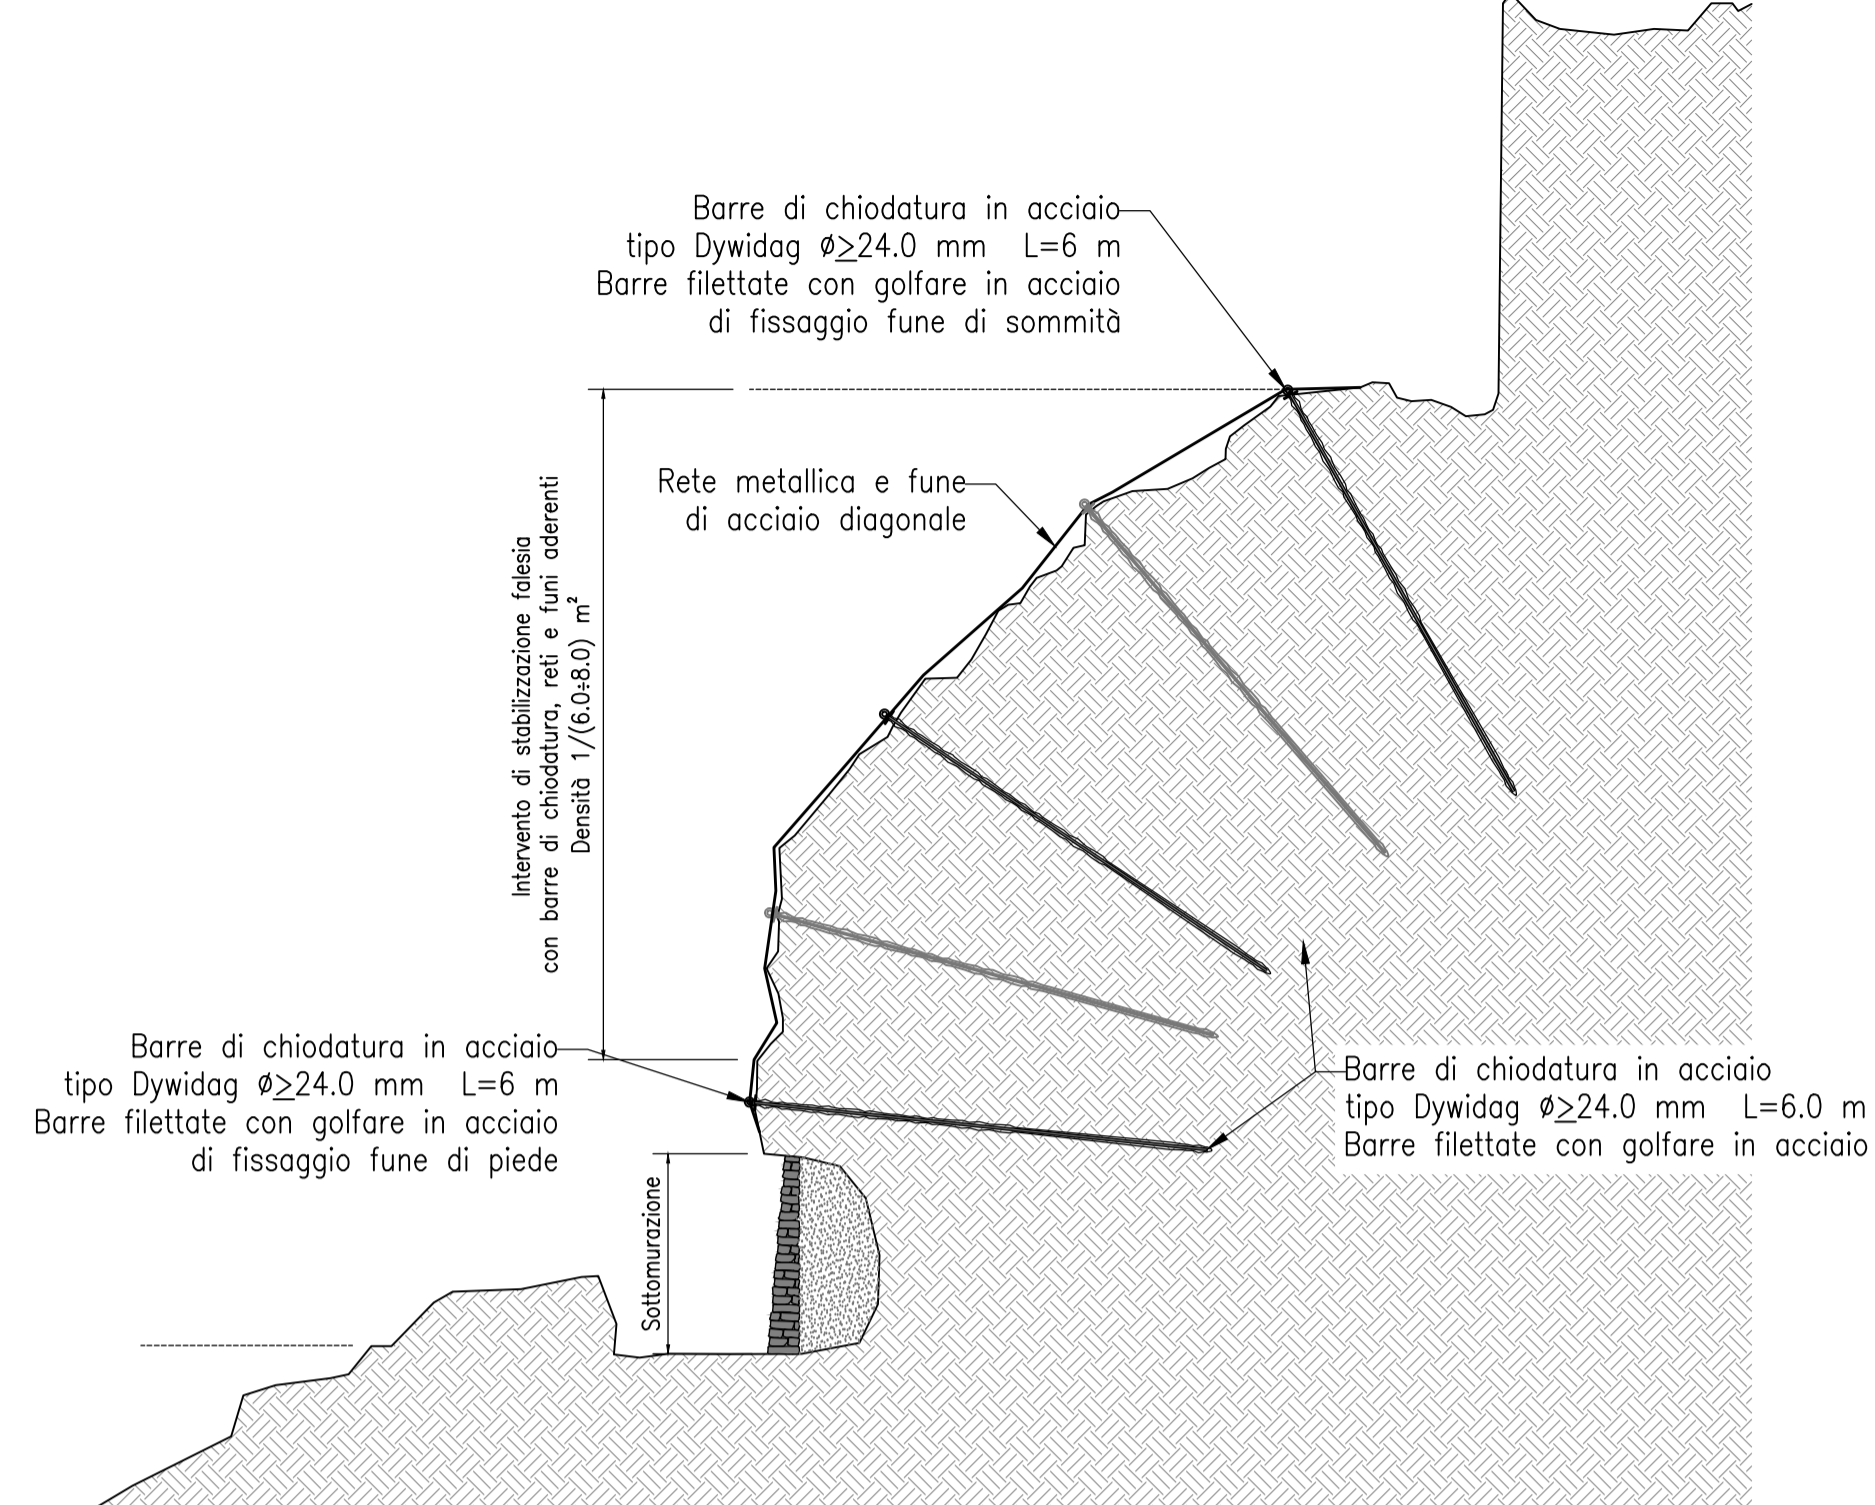 Barre di chiodatura in acciaio
tipo Dywidag ø≥24.0 mm L=6 m
Barre filettate con golfare in acciaio
di fissaggio fune di sommità
Rete metallica e fune
di acciaio diagonale
Intervento di stabilizzazione falesia
con barre di chiodatura, reti e funi aderenti
Densità 1/(6.0÷8.0) m²
Barre di chiodatura in acciaio
tipo Dywidag ø≥24.0 mm L=6 m
Barre filettate con golfare in acciaio
di fissaggio fune di piede
Barre di chiodatura in acciaio
tipo Dywidag ø≥24.0 mm L=6.0 m
Barre filettate con golfare in acciaio
Sottomurazione